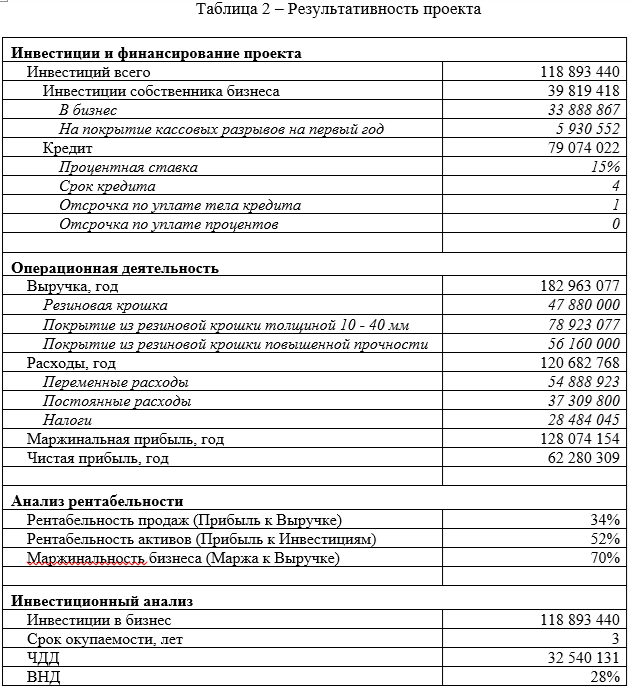 Таблица 2 – Результативность проекта
Инвестиции и финансирование проекта
Инвестиций всего 118 893 440
Инвестиции собственника бизнеса 39 819 418
В бизнес 33 888 867
На покрытие кассовых разрывов на первый год 5 930 552
Кредит 79 074 022
Процентная ставка 15%
Срок кредита 4
Отсрочка по уплате тела кредита 1
Отсрочка по уплате процентов 0
Операционная деятельность
Выручка, год 182 963 077
Резиновая крошка 47 880 000
Покрытие из резиновой крошки толщиной 10 - 40 мм 78 923 077
Покрытие из резиновой крошки повышенной прочности 56 160 000
Расходы, год 120 682 768
Переменные расходы 54 888 923
Постоянные расходы 37 309 800
Налоги 28 484 045
Маржинальная прибыль, год 128 074 154
Чистая прибыль, год 62 280 309
Анализ рентабельности
Рентабельность продаж (Прибыль к Выручке) 34%
Рентабельность активов (Прибыль к Инвестициям) 52%
Маржинальность бизнеса (Маржа к Выручке) 70%
Инвестиционный анализ
Инвестиции в бизнес 118 893 440
Срок окупаемости, лет 3
ЧДД 32 540 131
ВНД 28%